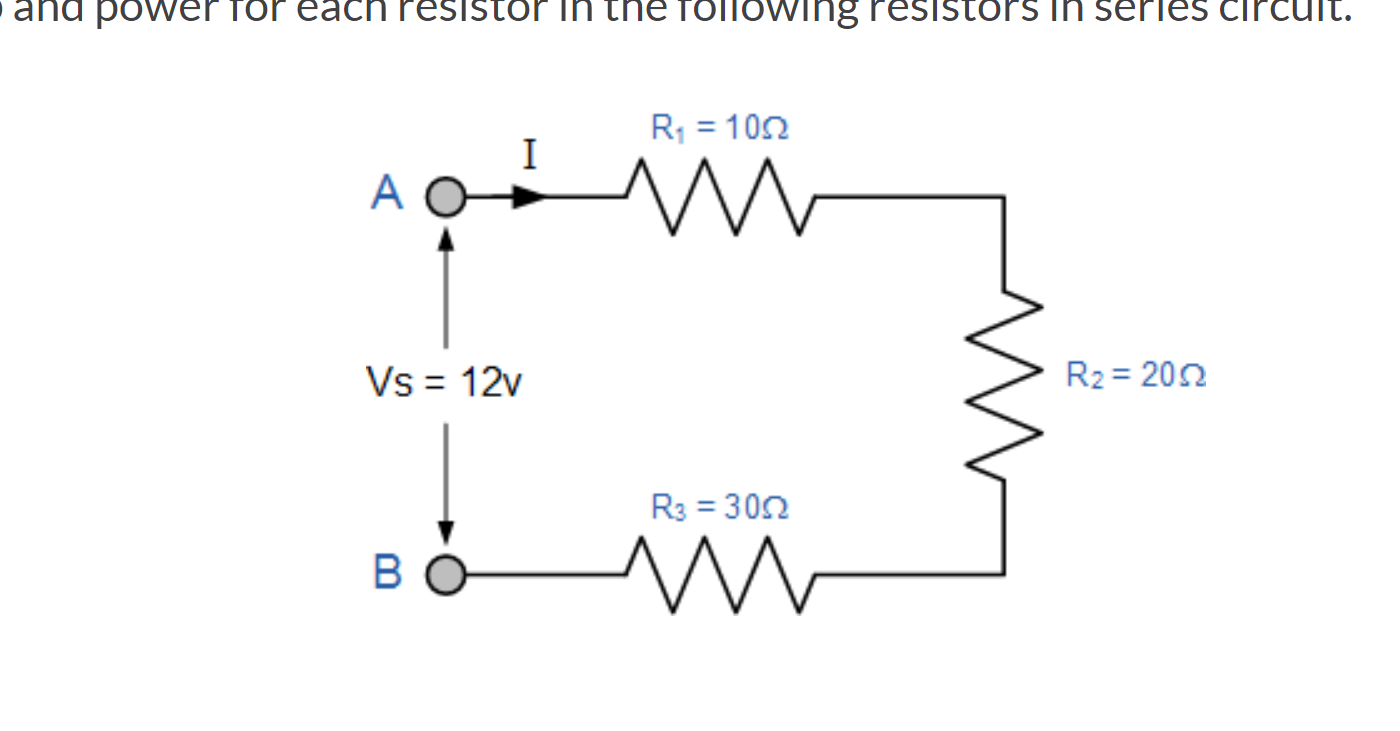 and power for each resistor in the following resistors in series circuit.
R₁ = 10Ω
I
A
Vs = 12v
R₂ = 20Ω
R₃ = 30Ω
B